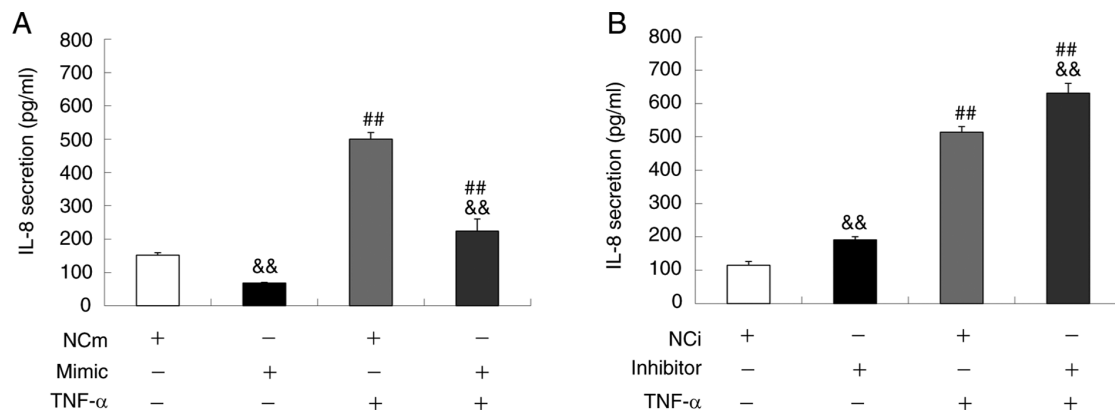 A
IL-8 secretion (pg/ml)
800
700
600
500
400
300
200
100
0
&&
##
##
&&
NCm + − + −
Mimic − + − +
TNF-α − − + +
B
IL-8 secretion (pg/ml)
800
700
600
500
400
300
200
100
0
&&
##
##
&&
NCi + − + −
Inhibitor − + − +
TNF-α − − + +